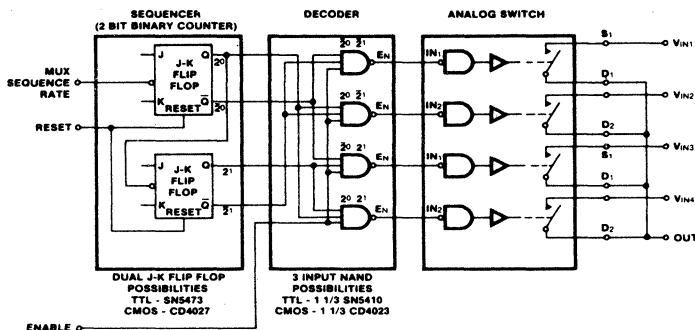 SEQUENCER
(2 BIT BINARY COUNTER)
DECODER
ANALOG SWITCH
MUX
SEQUENCE
RATE
RESET
J
Q
J-K
FLIP
FLOP
K
Q̅
RESET
2⁰
2̅⁰
J
Q
J-K
FLIP
FLOP
K
Q̅
RESET
2¹
2̅¹
2̅⁰ 2̅¹
EN
2⁰ 2̅¹
EN
2̅⁰ 2¹
EN
2⁰ 2¹
EN
IN₁
IN₂
IN₁
IN₂
S₁
VIN1
D₁
VIN2
D₂
S₁
VIN3
D₁
VIN4
D₂
OUT
DUAL J-K FLIP FLOP
POSSIBILITIES
TTL - SN5473
CMOS - CD4027
3 INPUT NAND
POSSIBILITIES
TTL - 1 1/3 SN5410
CMOS - 1 1/3 CD4023
ENABLE